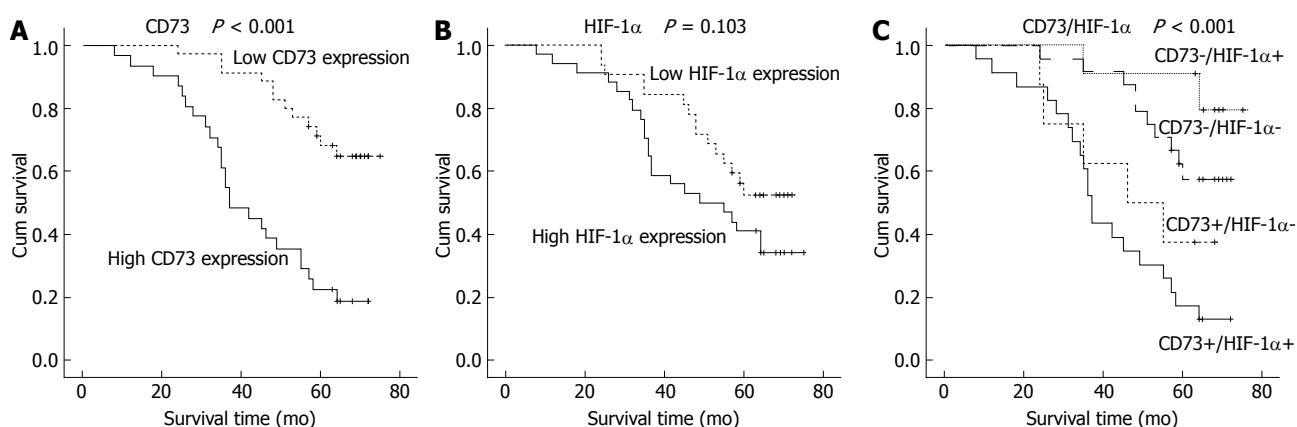 A
CD73 P < 0.001
1.0
0.8
0.6
0.4
0.2
0.0
Cum survival
Low CD73 expression
High CD73 expression
0 20 40 60 80
Survival time (mo)
B
HIF-1α P = 0.103
1.0
0.8
0.6
0.4
0.2
0.0
Cum survival
Low HIF-1α expression
High HIF-1α expression
0 20 40 60 80
Survival time (mo)
C
CD73/HIF-1α P < 0.001
1.0
0.8
0.6
0.4
0.2
0.0
Cum survival
CD73-/HIF-1α+
CD73-/HIF-1α-
CD73+/HIF-1α-
CD73+/HIF-1α+
0 20 40 60 80
Survival time (mo)